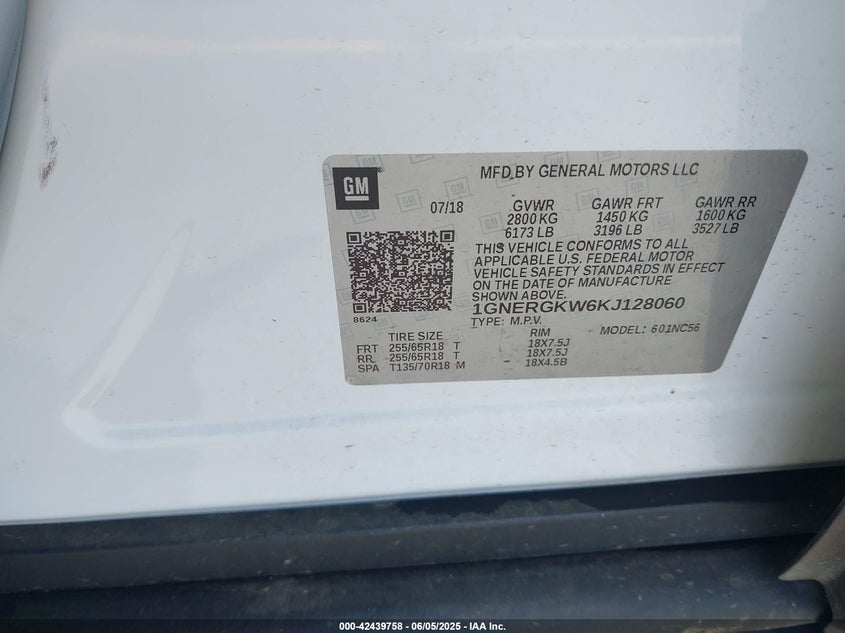 GM
MFD BY GENERAL MOTORS LLC
07/18 GVWR GAWR FRT GAWR RR
2800 KG 1450 KG 1600 KG
6173 LB 3196 LB 3527 LB
THIS VEHICLE CONFORMS TO ALL
APPLICABLE U.S. FEDERAL MOTOR
VEHICLE SAFETY STANDARDS IN EFFECT
ON THE DATE OF MANUFACTURE
SHOWN ABOVE.
8624
1GNERGKW6KJ128060
TYPE: M.P.V. MODEL: 601NC56
TIRE SIZE RIM
FRT 255/65R18 T 18X7.5J
RR 255/65R18 T 18X7.5J
SPA T135/70R18 M 18X4.5B
000-42439758 - 06/05/2025 - IAA Inc.